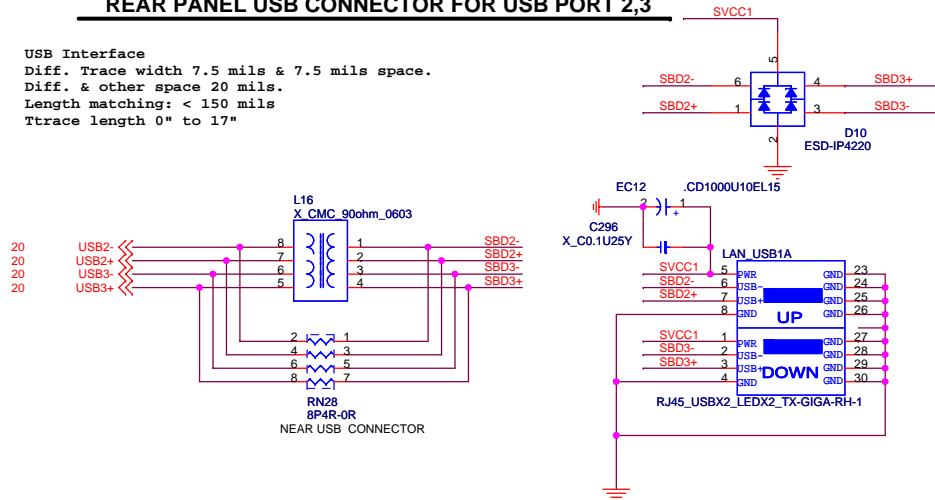 REAR PANEL USB CONNECTOR FOR USB PORT 2,3
USB Interface
Diff. Trace width 7.5 mils & 7.5 mils space.
Diff. & other space 20 mils.
Length matching: < 150 mils
Ttrace length 0" to 17"
SVCC1
5
SBD2- 6 4 SBD3+
SBD2+ 1 3 SBD3-
2
D10
ESD-IP4220
L16
X_CMC_90ohm_0603
20 USB2- 8 1 SBD2-
20 USB2+ 7 2 SBD2+
20 USB3- 6 3 SBD3-
20 USB3+ 5 4 SBD3+
2 1
4 3
6 5
8 7
RN28
8P4R-0R
NEAR USB CONNECTOR
EC12 .CD1000U10EL15
2 1
+
C296
X_C0.1U25Y
LAN_USB1A
SVCC1 5 PWR GND 23
SBD2- 6 USB- GND 24
SBD2+ 7 USB+ GND 25
8 GND GND 26
UP
SVCC1 1 PWR GND 27
SBD3- 2 USB- GND 28
SBD3+ 3 USB+ GND 29
4 GND GND 30
DOWN
RJ45_USBX2_LEDX2_TX-GIGA-RH-1